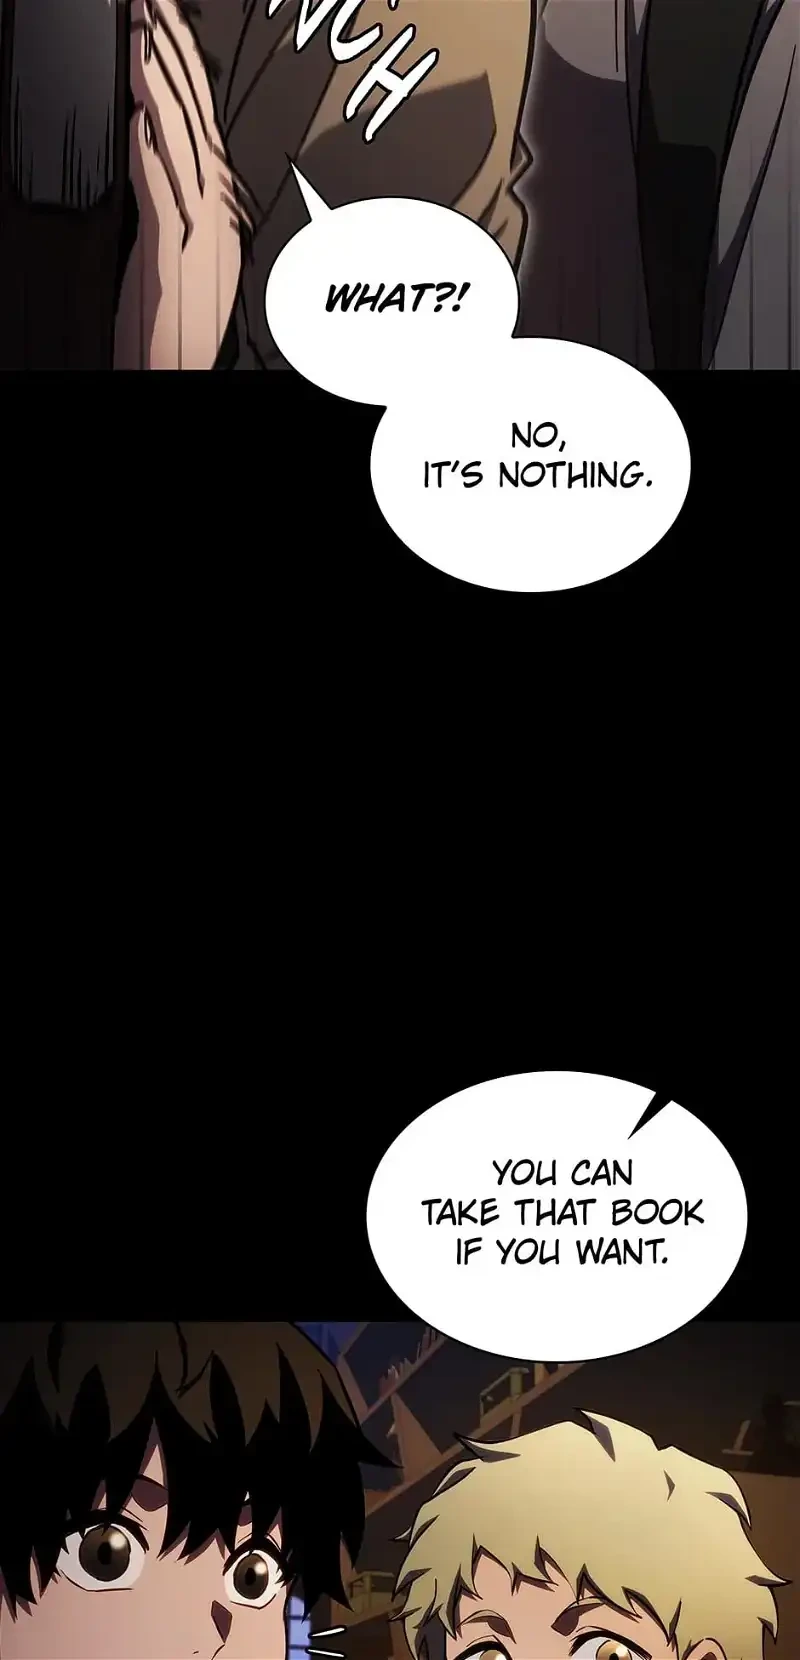 WHAT?!
NO,
IT'S NOTHING.
YOU CAN
TAKE THAT BOOK
IF YOU WANT.